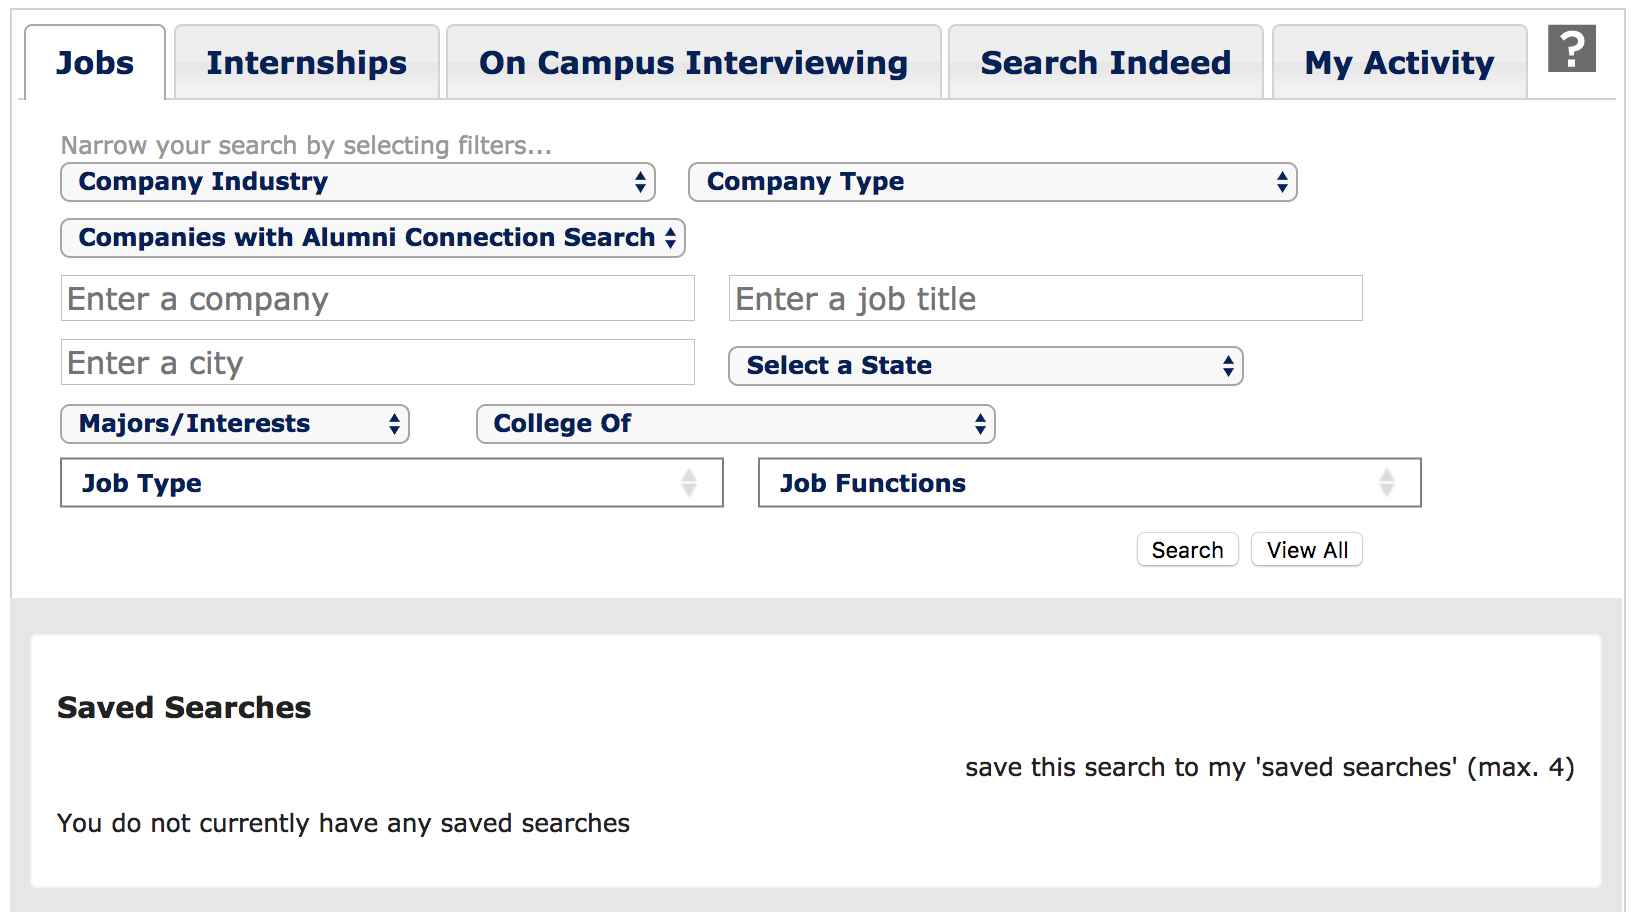 Jobs Internships On Campus Interviewing Search Indeed My Activity ?
Narrow your search by selecting filters...
Company Industry Company Type
Companies with Alumni Connection Search
Enter a company Enter a job title
Enter a city Select a State
Majors/Interests College Of
Job Type Job Functions
Search View All
Saved Searches
save this search to my 'saved searches' (max. 4)
You do not currently have any saved searches